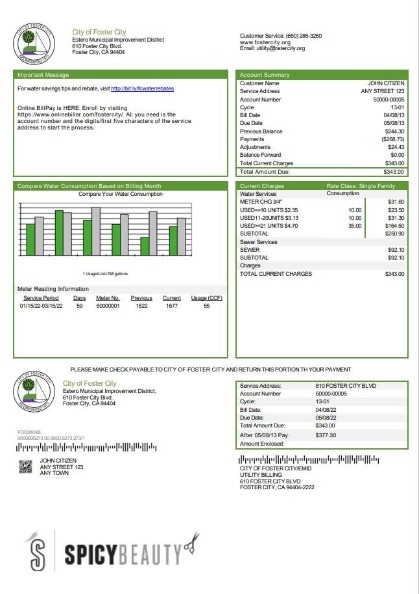 City of Foster City
Estero Municipal Improvement District
610 Foster City Blvd.
Foster City, CA 94404
Customer Service: (650) 286-3260
www.fostercity.org
Email: utility@ostercity.org
Important Message
For water savings tips and rebate, visit http://bit.ly/fcwaterrebates
Online BillPay is HERE. Enroll by visiting
https://www.onlinebiller.com/fostercity/. All you need is the
account number and the digits/first five characters of the service
address to start the process.
Account Summary
Customer Name JOHN CITIZEN
Service Address ANY STREET 123
Account Number 50000-00005
Cycle 13-01
Bill Date 04/08/13
Due Date 05/08/13
Previous Balance $244.30
Payments ($268.73)
Adjustments $24.43
Balance Forward $0.00
Total Current Charges $343.00
Total Amount Due: $343.00
Compare Water Consumption Based on Billing Month
Compare Your Water Consumption
Meter Reading Information
Service Period Days Meter No. Previous Current Usage (CCF)
01/15/22-03/15/22 59 60000001 1622 1677 55
Current Charges Rate Class: Single Family
Water Services Consumption
METER CHG 3/4" $31.60
USED<=10 UNITS $2.35 10.00 $23.50
USED11-20UNITS $3.13 10.00 $31.30
USED>=21 UNITS $4.70 35.00 $164.50
SUBTOTAL $250.90
Sewer Services
SEWER $92.10
SUBTOTAL $92.10
Charges
TOTAL CURRENT CHARGES $343.00
PLEASE MAKE CHECK PAYABLE TO CITY OF FOSTER CITY AND RETURN THIS PORTION WITH YOUR PAYMENT
City of Foster City
Estero Municipal Improvement District,
610 Foster City Blvd.
Foster City, CA 94404
Service Address: 810 FOSTER CITY BLVD
Account Number 50000-00005
Cycle: 13-01
Bill Date: 04/08/22
Due Date: 05/08/22
Total Amount Due: $343.00
After 05/08/13 Pay: $377.30
Amount Enclosed:
JOHN CITIZEN
ANY STREET 123
ANY TOWN
CITY OF FOSTER CITY/EMID
UTILITY BILLING
610 FOSTER CITY BLVD.
FOSTER CITY, CA 94404-2222
SPICYBEAUTY